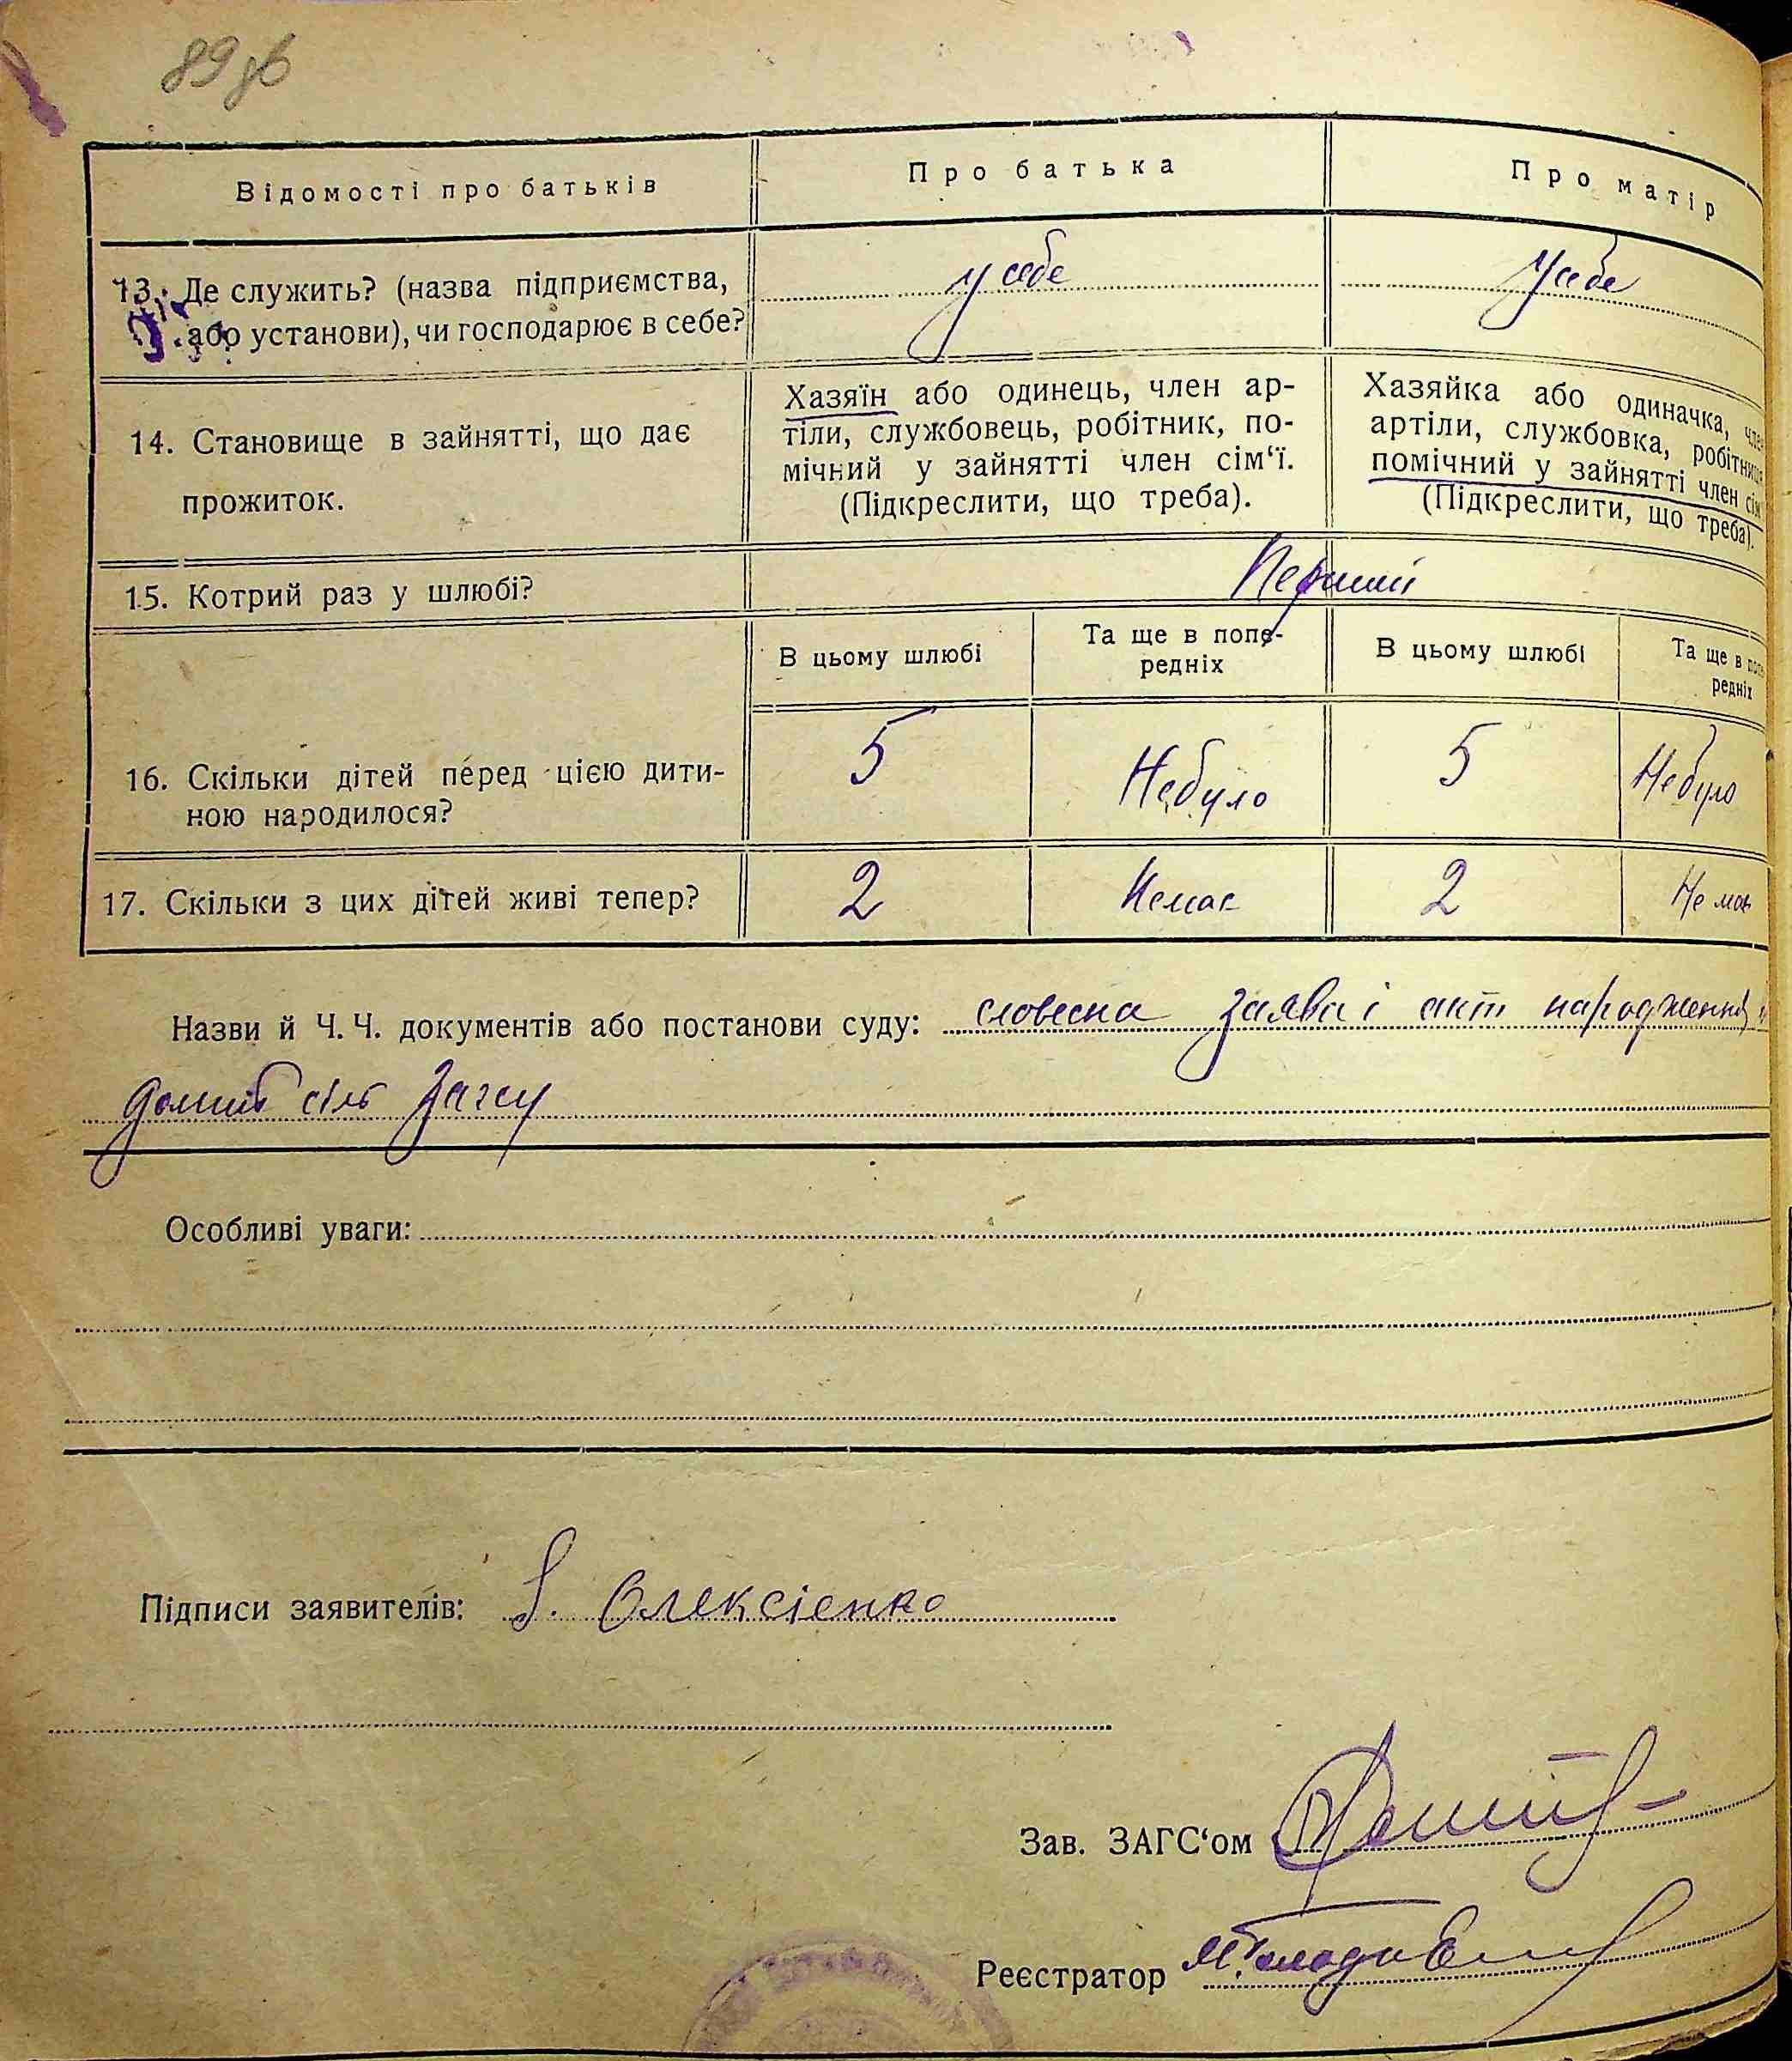 89 зв
Відомості про батьків
Про батька
Про матір
13. Де служить? (назва підприємства,
або установи), чи господарює в себе?
у себе
у себе
14. Становище в зайнятті, що дає
прожиток.
Хазяїн або одинець, член ар-
тіли, службовець, робітник, по-
мічний у зайнятті член сім‘ї.
(Підкреслити, що треба).
Хазяйка або одиначка, член
артіли, службовка, робітниця
помічний у зайнятті член сім
(Підкреслити, що треба).
15. Котрий раз у шлюбі?
Перший
В цьому шлюбі
Та ще в попе-
редніх
В цьому шлюбі
Та ще в попе
редніх
16. Скільки дітей перед цією дити-
ною народилося?
5
Небуло
5
Небуло
17. Скільки з цих дітей живі тепер?
2
Немає
2
Не має
Назви й Ч. Ч. документів або постанови суду: словесна заява і акт народження
сіль Загсу
Особливі уваги:
Підписи заявителів: Олексієнко
Зав. ЗАГС‘ом
Реєстратор